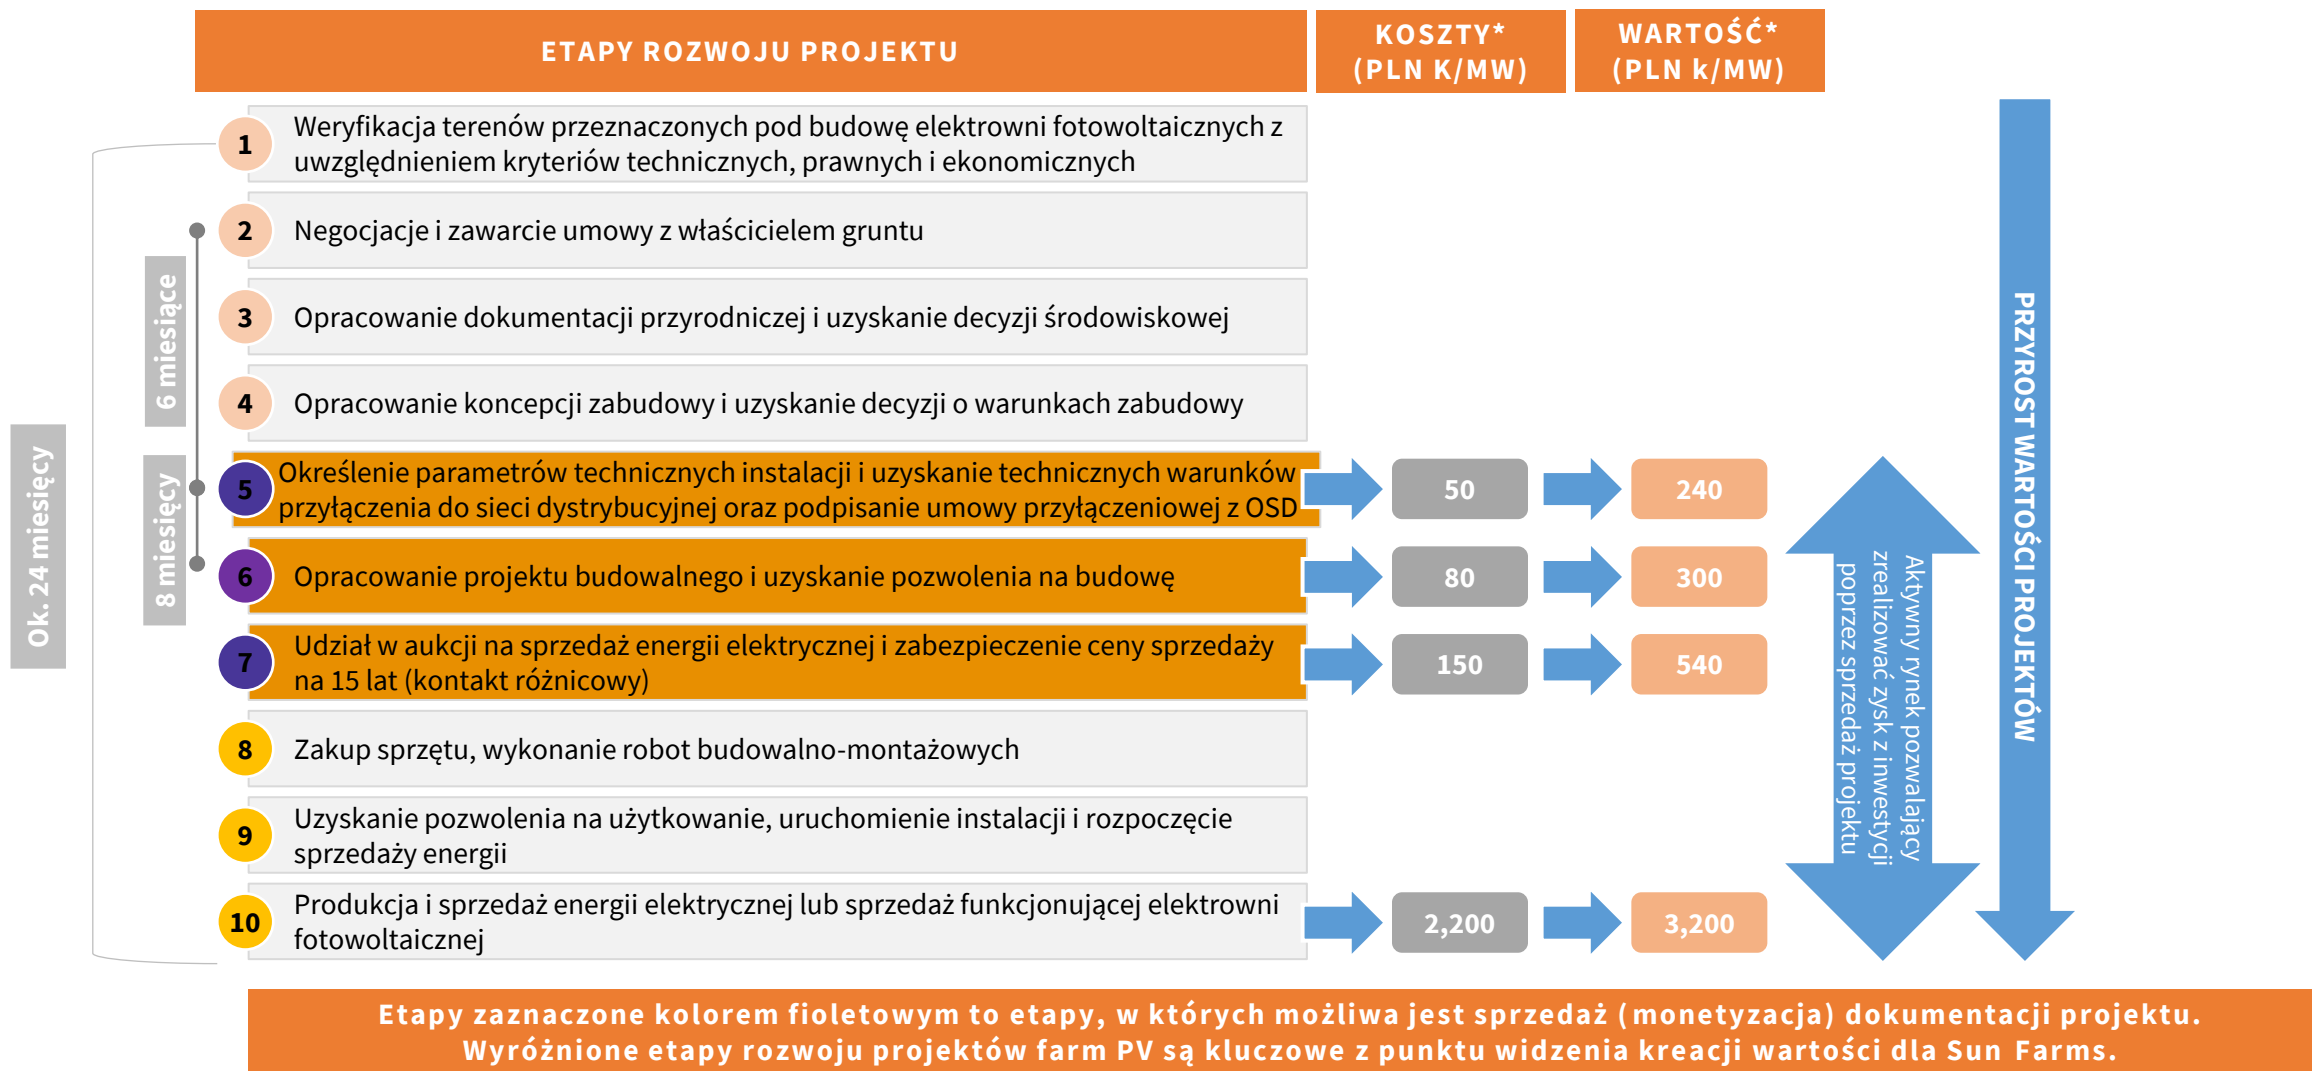 ETAPY ROZWOJU PROJEKTU
KOSZTY*
(PLN K/MW)
WARTOŚĆ*
(PLN k/MW)
1
Weryfikacja terenów przeznaczonych pod budowę elektrowni fotowoltaicznych z
uwzględnieniem kryteriów technicznych, prawnych i ekonomicznych
2
Negocjacje i zawarcie umowy z właścicielem gruntu
3
Opracowanie dokumentacji przyrodniczej i uzyskanie decyzji środowiskowej
4
Opracowanie koncepcji zabudowy i uzyskanie decyzji o warunkach zabudowy
5
Określenie parametrów technicznych instalacji i uzyskanie technicznych warunków
przyłączenia do sieci dystrybucyjnej oraz podpisanie umowy przyłączeniowej z OSD
50
240
6
Opracowanie projektu budowalnego i uzyskanie pozwolenia na budowę
80
300
7
Udział w aukcji na sprzedaż energii elektrycznej i zabezpieczenie ceny sprzedaży
na 15 lat (kontakt różnicowy)
150
540
8
Zakup sprzętu, wykonanie robot budowalno-montażowych
9
Uzyskanie pozwolenia na użytkowanie, uruchomienie instalacji i rozpoczęcie
sprzedaży energii
10
Produkcja i sprzedaż energii elektrycznej lub sprzedaż funkcjonującej elektrowni
fotowoltaicznej
2,200
3,200
Ok. 24 miesięcy
6 miesiące
8 miesięcy
Aktywny rynek pozwalający
zrealizować zysk z inwestycji
poprzez sprzedaż projektu
PRZYROST WARTOŚCI PROJEKTÓW
Etapy zaznaczone kolorem fioletowym to etapy, w których możliwa jest sprzedaż (monetyzacja) dokumentacji projektu.
Wyróżnione etapy rozwoju projektów farm PV są kluczowe z punktu widzenia kreacji wartości dla Sun Farms.